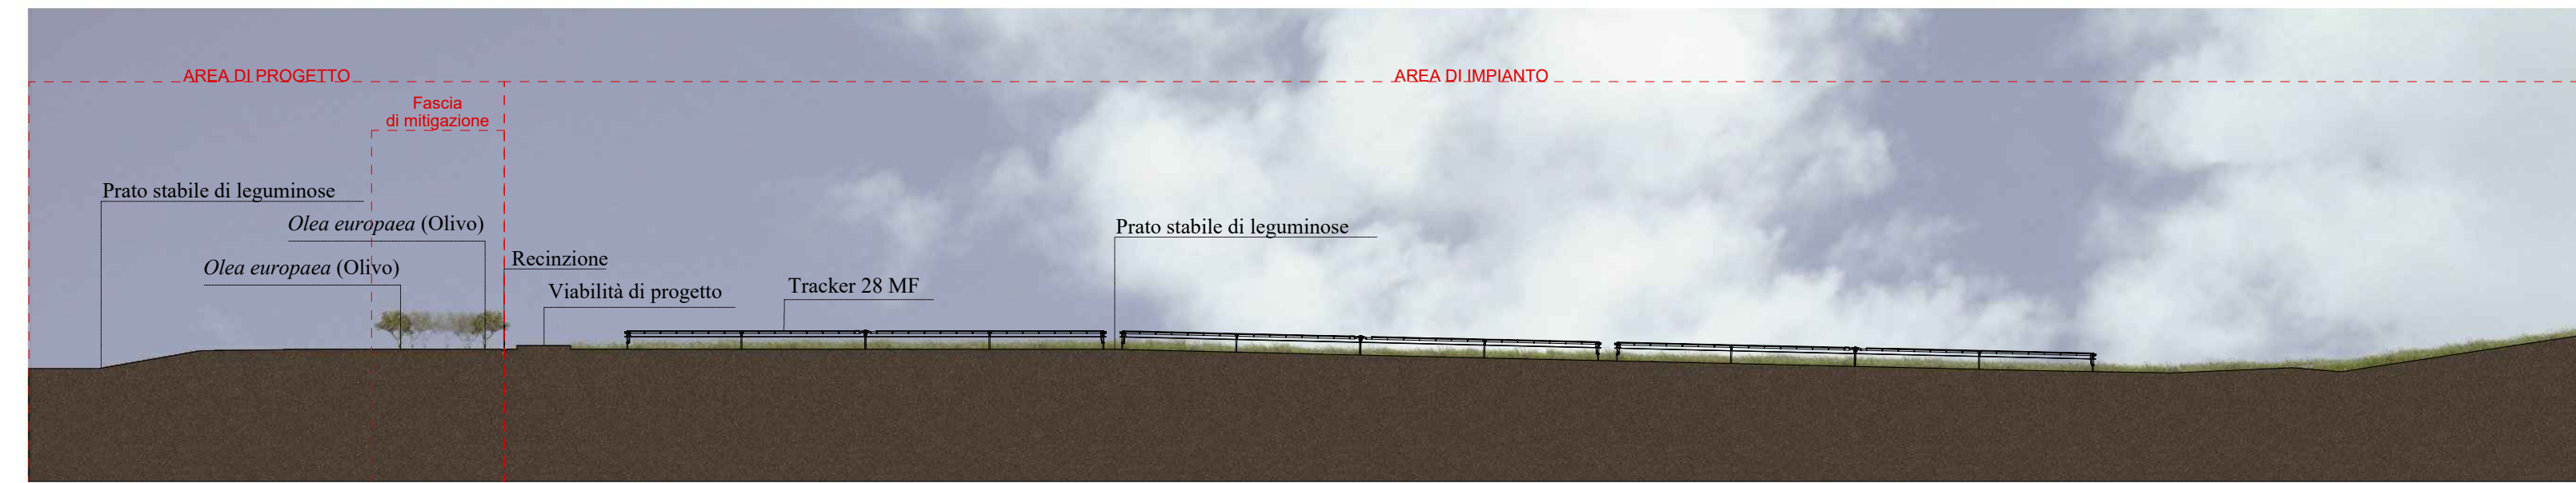 AREA DI PROGETTO
AREA DI IMPIANTO
Fascia
di mitigazione
Prato stabile di leguminose
Olea europaea (Olivo)
Olea europaea (Olivo)
Recinzione
Viabilità di progetto
Tracker 28 MF
Prato stabile di leguminose